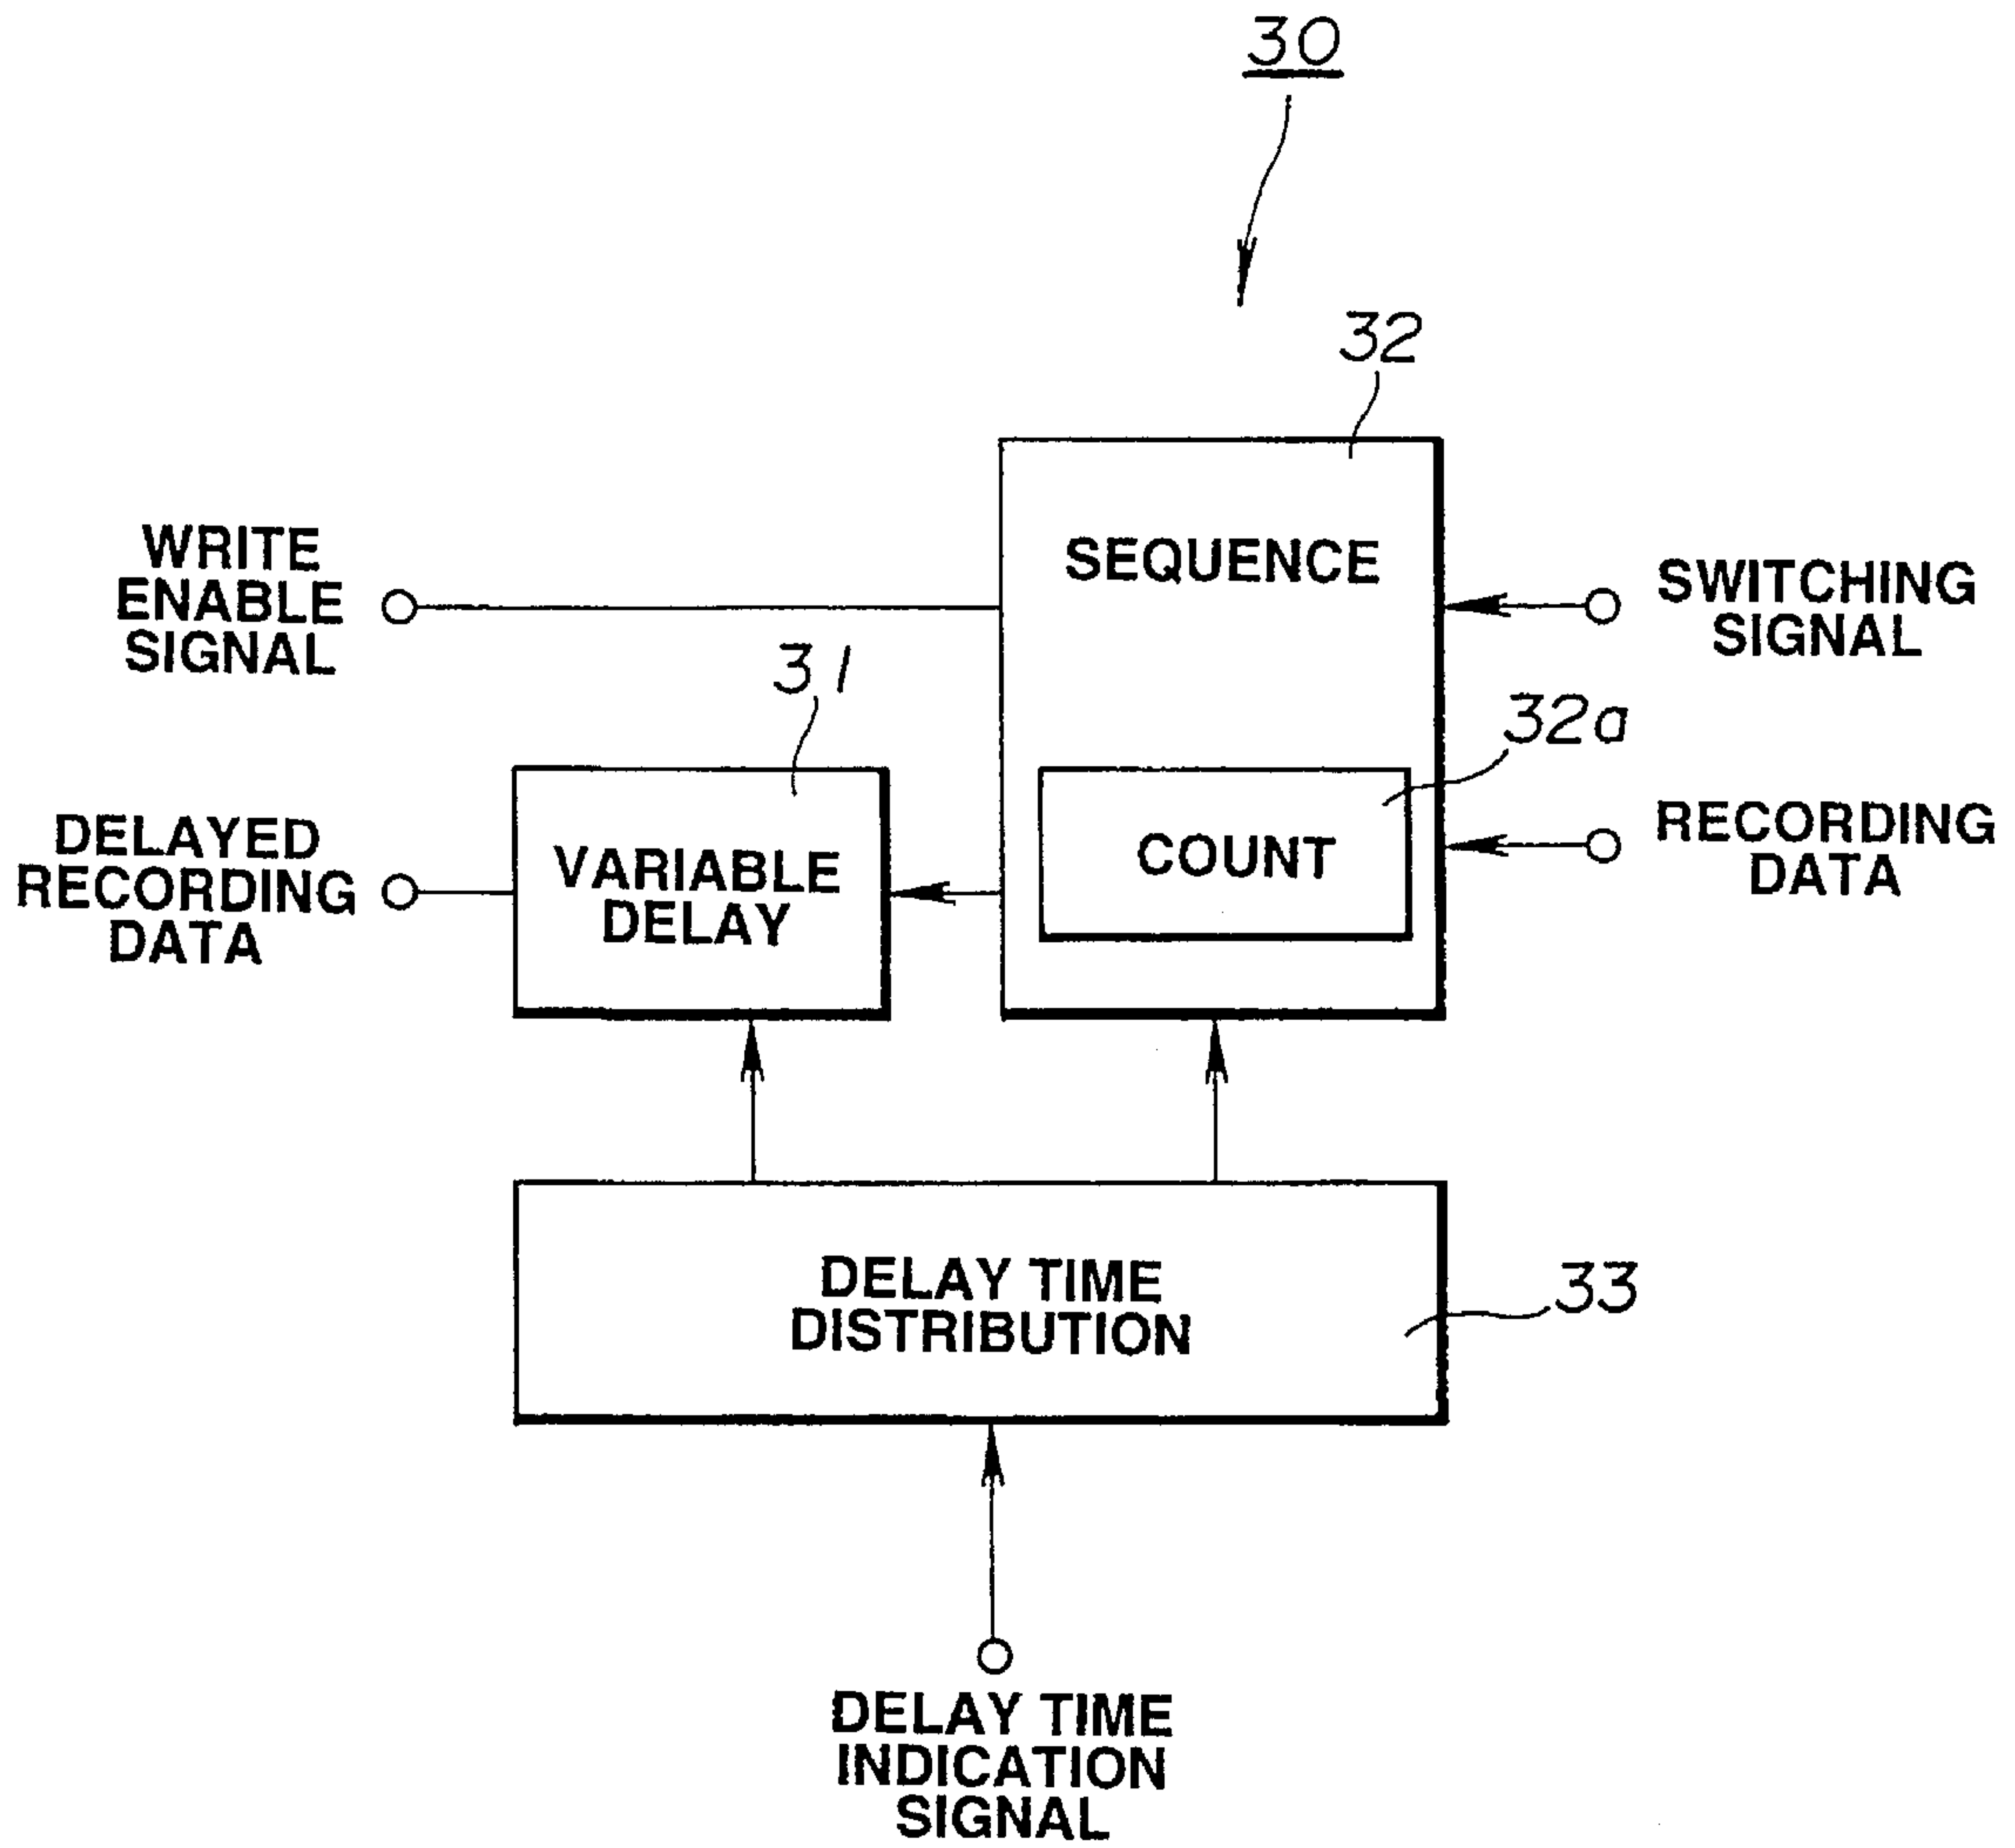 30
32
WRITE
ENABLE
SIGNAL
SEQUENCE
SWITCHING
SIGNAL
31
32a
DELAYED
RECORDING
DATA
VARIABLE
DELAY
COUNT
RECORDING
DATA
DELAY TIME
DISTRIBUTION
33
DELAY TIME
INDICATION
SIGNAL